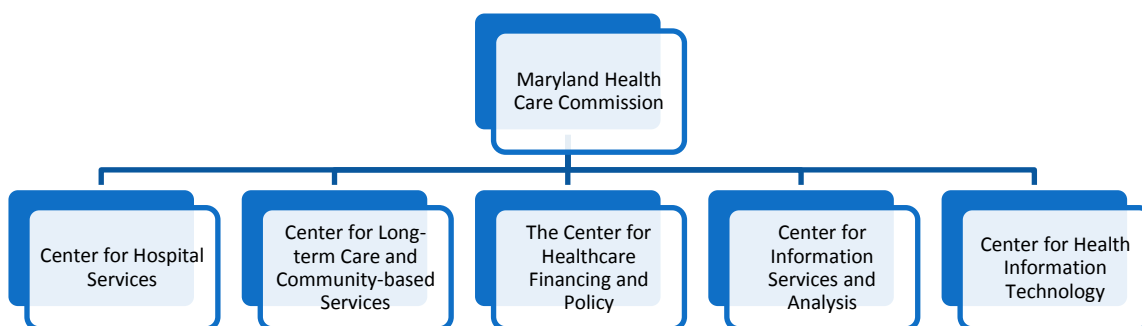 Maryland Health
Care Commission
Center for Hospital
Services
Center for Long-
term Care and
Community-based
Services
The Center for
Healthcare
Financing and
Policy
Center for
Information
Services and
Analysis
Center for Health
Information
Technology